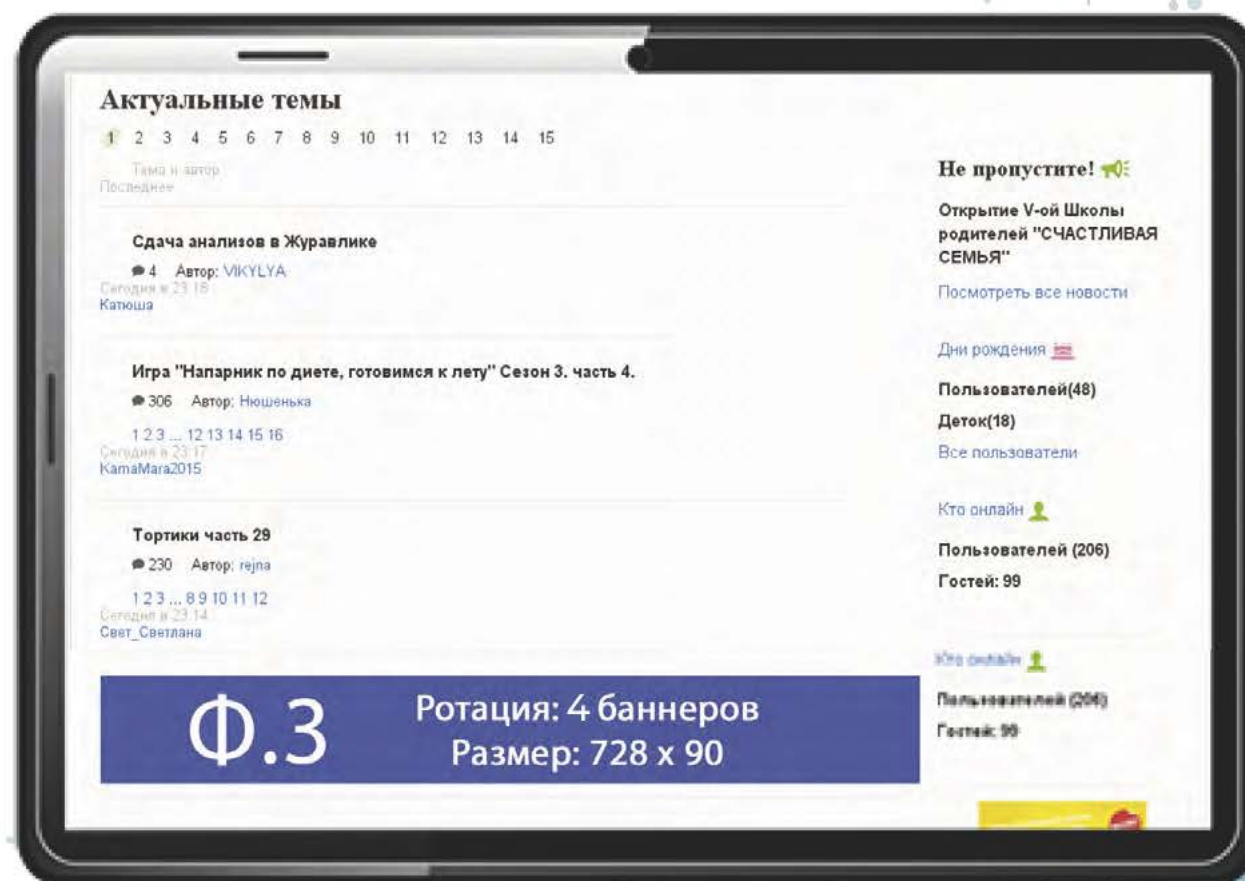 Актуальные темы
1 2 3 4 5 6 7 8 9 10 11 12 13 14 15
Тема и автор
Последнее
Сдача анализов в Журавлике
4 Автор: VIKYLYA
Сегодня в 23:18
Катюша
Игра "Напарник по диете, готовимся к лету" Сезон 3. часть 4.
306 Автор: Нюшенька
1 2 3 ... 12 13 14 15 16
Сегодня в 23:17
KamaMara2015
Тортики часть 29
230 Автор: rejna
1 2 3 ... 8 9 10 11 12
Сегодня в 23:14
Свет_Светлана
Ф.3
Ротация: 4 баннеров
Размер: 728 x 90
Не пропустите!
Открытие V-ой Школы
родителей "СЧАСТЛИВАЯ
СЕМЬЯ"
Посмотреть все новости
Дни рождения
Пользователей(48)
Деток(18)
Все пользователи
Кто онлайн
Пользователей (206)
Гостей: 99
Кто онлайн
Пользователей (206)
Гостей: 99